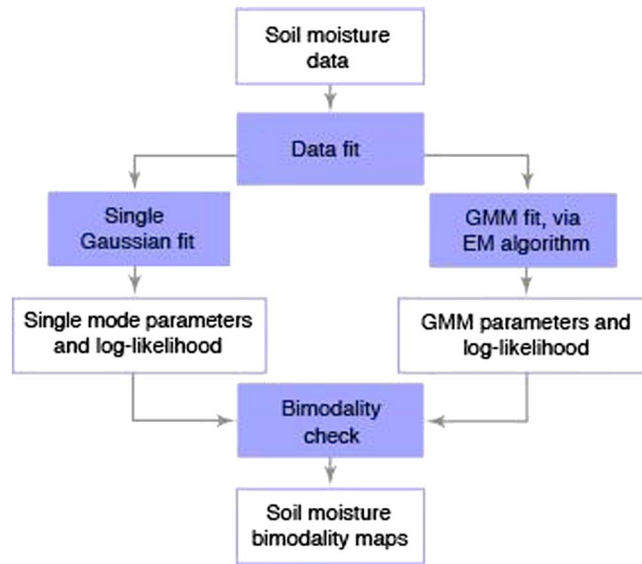 Soil moisture
data
Data fit
Single
Gaussian fit
GMM fit, via
EM algorithm
Single mode parameters
and log-likelihood
GMM parameters and
log-likelihood
Bimodality
check
Soil moisture
bimodality maps